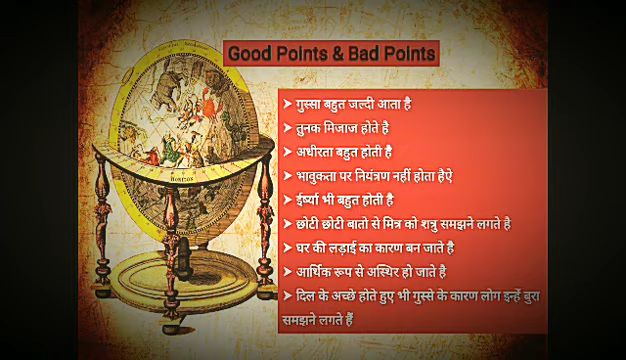 Good Points & Bad Points
➤ गुस्सा बहुत जल्दी आता है
➤ तुनक मिजाज होते है
➤ अधीरता बहुत होती है
➤ भावुकता पर नियंत्रण नहीं होता हैऐ
➤ ईर्ष्या भी बहुत होती है
➤ छोटी छोटी बातो से मित्र को शत्रु समझने लगते है
➤ घर की लड़ाई का कारण बन जाते है
➤ आर्थिक रूप से अस्थिर हो जाते है
➤ दिल के अच्छे होते हुए भी गुस्से के कारण लोग इन्हें बुरा
समझने लगते हैं